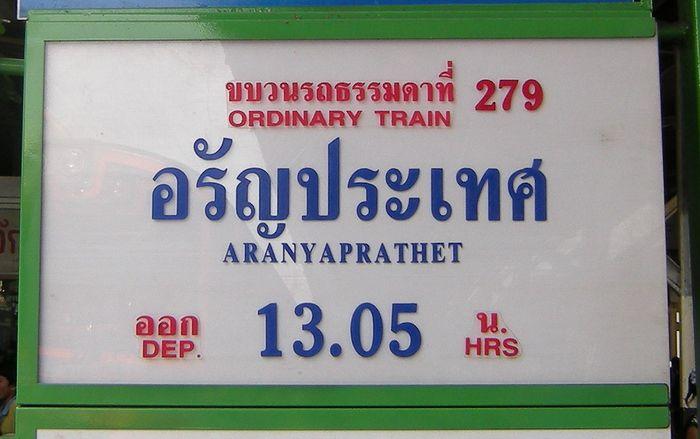 ขบวนรถธรรมดาที่ 279
ORDINARY TRAIN
อรัญประเทศ
ARANYAPRATHET
ออก 13.05 น.
DEP. HRS